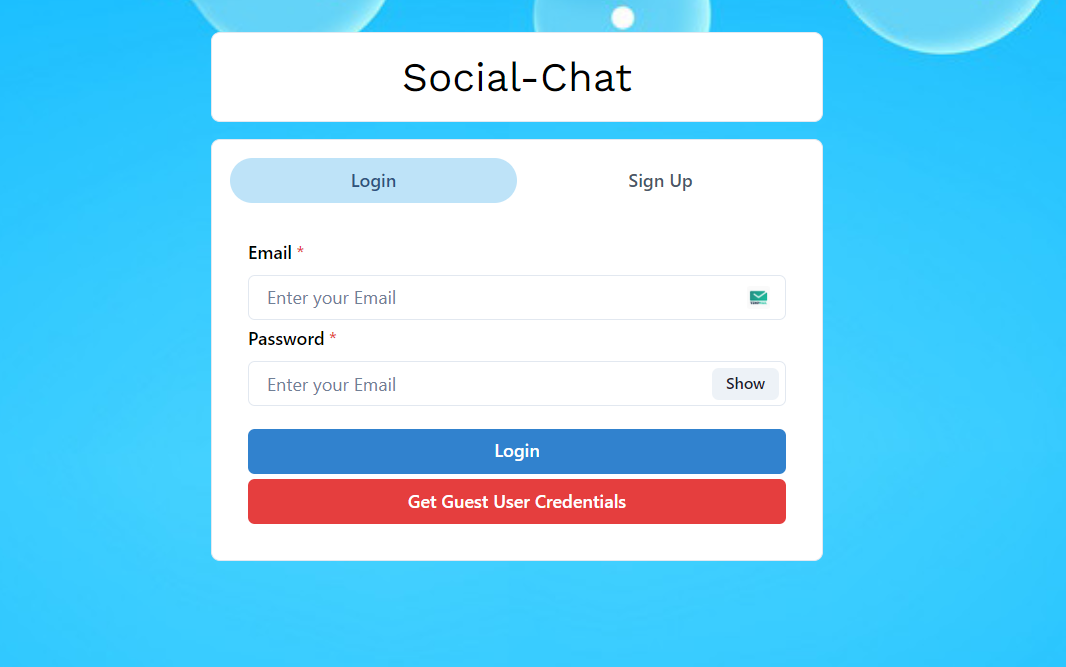 Social-Chat
Login
Sign Up
Email *
Enter your Email
Password *
Enter your Email
Show
Login
Get Guest User Credentials